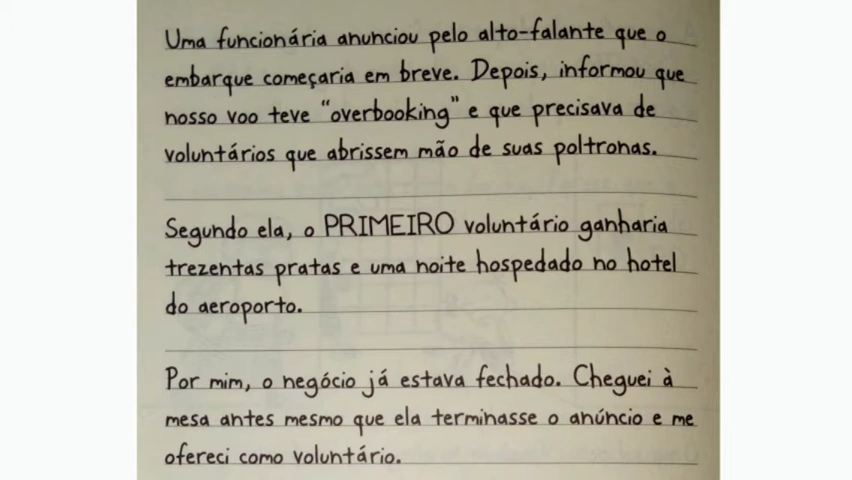 Uma funcionária anunciou pelo alto-falante que o
embarque começaria em breve. Depois, informou que
nosso voo teve "overbooking" e que precisava de
voluntários que abrissem mão de suas poltronas.
Segundo ela, o PRIMEIRO voluntário ganharia
trezentas pratas e uma noite hospedado no hotel
do aeroporto.
Por mim, o negócio já estava fechado. Cheguei à
mesa antes mesmo que ela terminasse o anúncio e me
ofereci como voluntário.